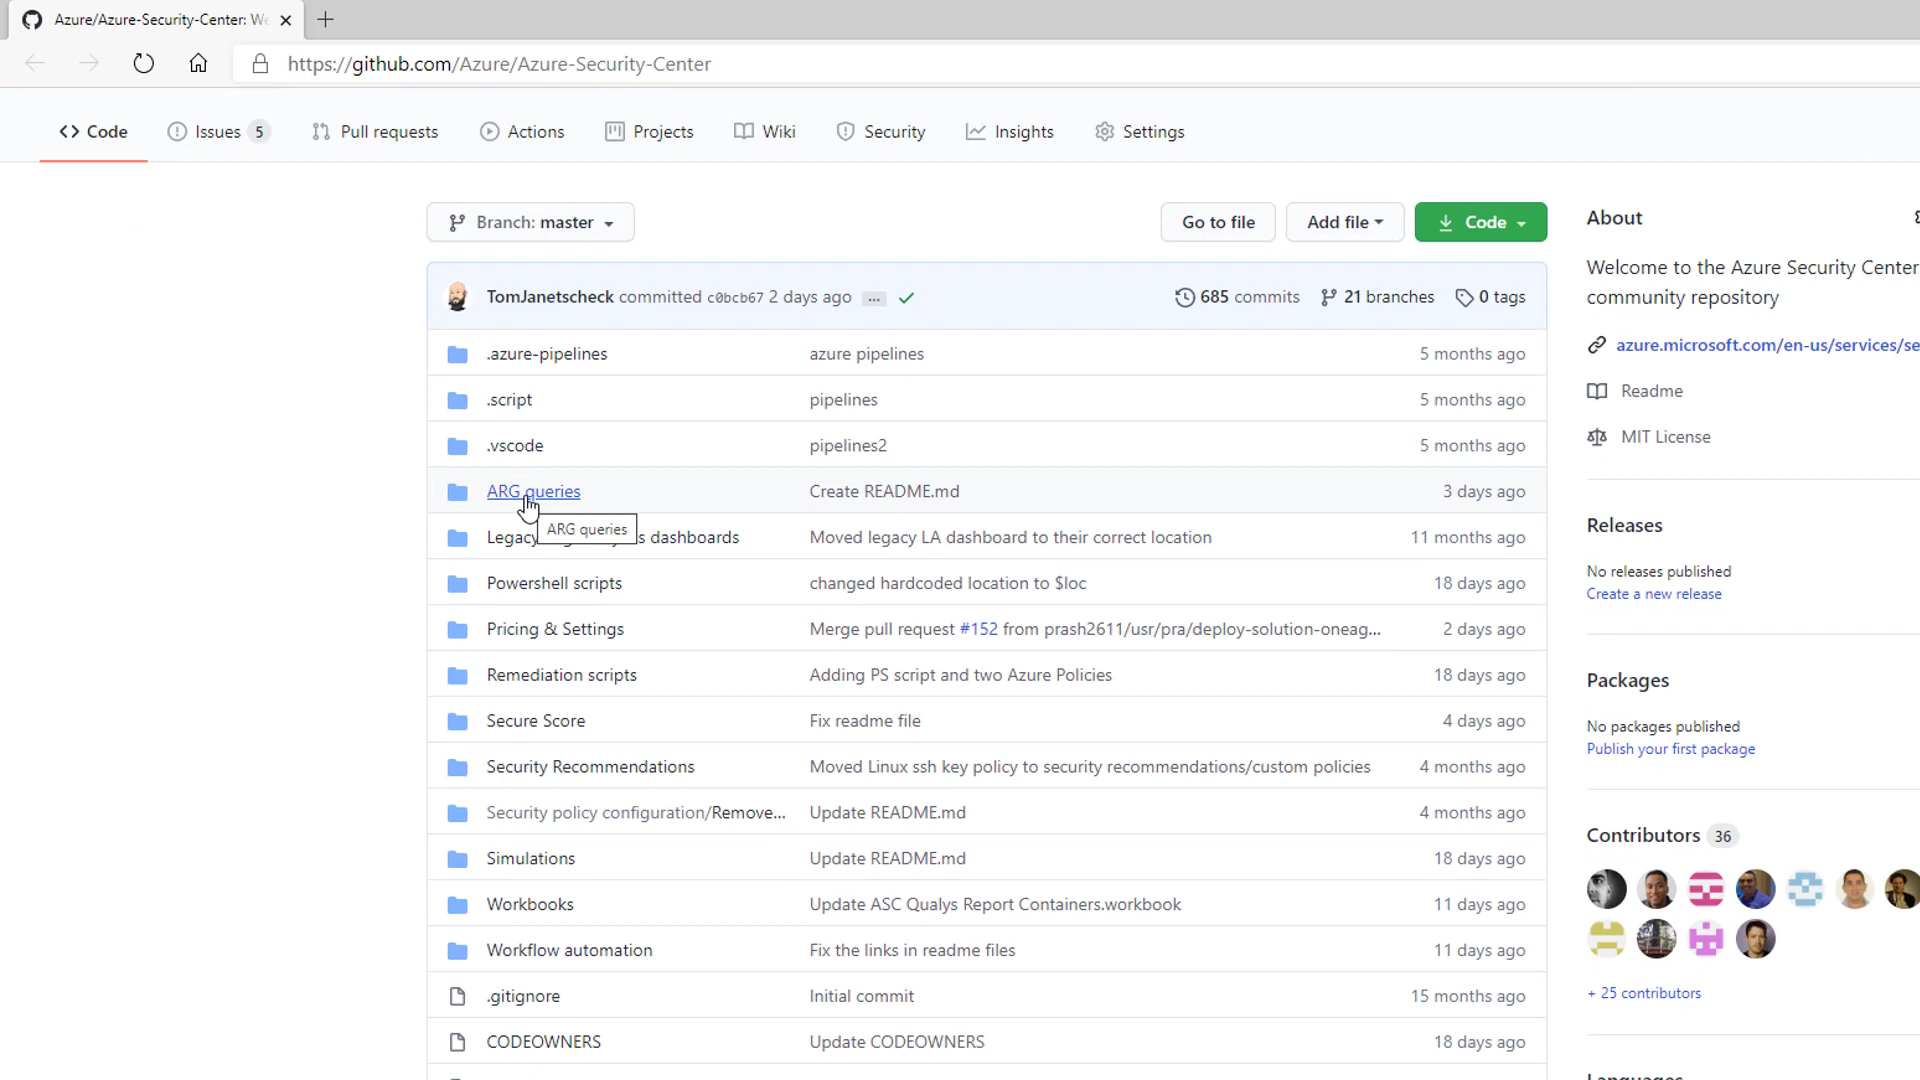 Azure/Azure-Security-Center: We
https://github.com/Azure/Azure-Security-Center
Code
Issues 5
Pull requests
Actions
Projects
Wiki
Security
Insights
Settings
Branch: master
Go to file
Add file
Code
TomJanetscheck committed c0bcb67 2 days ago ...
685 commits
21 branches
0 tags
.azure-pipelines azure pipelines 5 months ago
.script pipelines 5 months ago
.vscode pipelines2 5 months ago
ARG queries Create README.md 3 days ago
ARG queries
Legacy s dashboards Moved legacy LA dashboard to their correct location 11 months ago
Powershell scripts changed hardcoded location to $loc 18 days ago
Pricing & Settings Merge pull request #152 from prash2611/usr/pra/deploy-solution-oneag... 2 days ago
Remediation scripts Adding PS script and two Azure Policies 18 days ago
Secure Score Fix readme file 4 days ago
Security Recommendations Moved Linux ssh key policy to security recommendations/custom policies 4 months ago
Security policy configuration/Remove... Update README.md 4 months ago
Simulations Update README.md 18 days ago
Workbooks Update ASC Qualys Report Containers.workbook 11 days ago
Workflow automation Fix the links in readme files 11 days ago
.gitignore Initial commit 15 months ago
CODEOWNERS Update CODEOWNERS 18 days ago
About
Welcome to the Azure Security Center
community repository
azure.microsoft.com/en-us/services/se
Readme
MIT License
Releases
No releases published
Create a new release
Packages
No packages published
Publish your first package
Contributors 36
+ 25 contributors
Languages